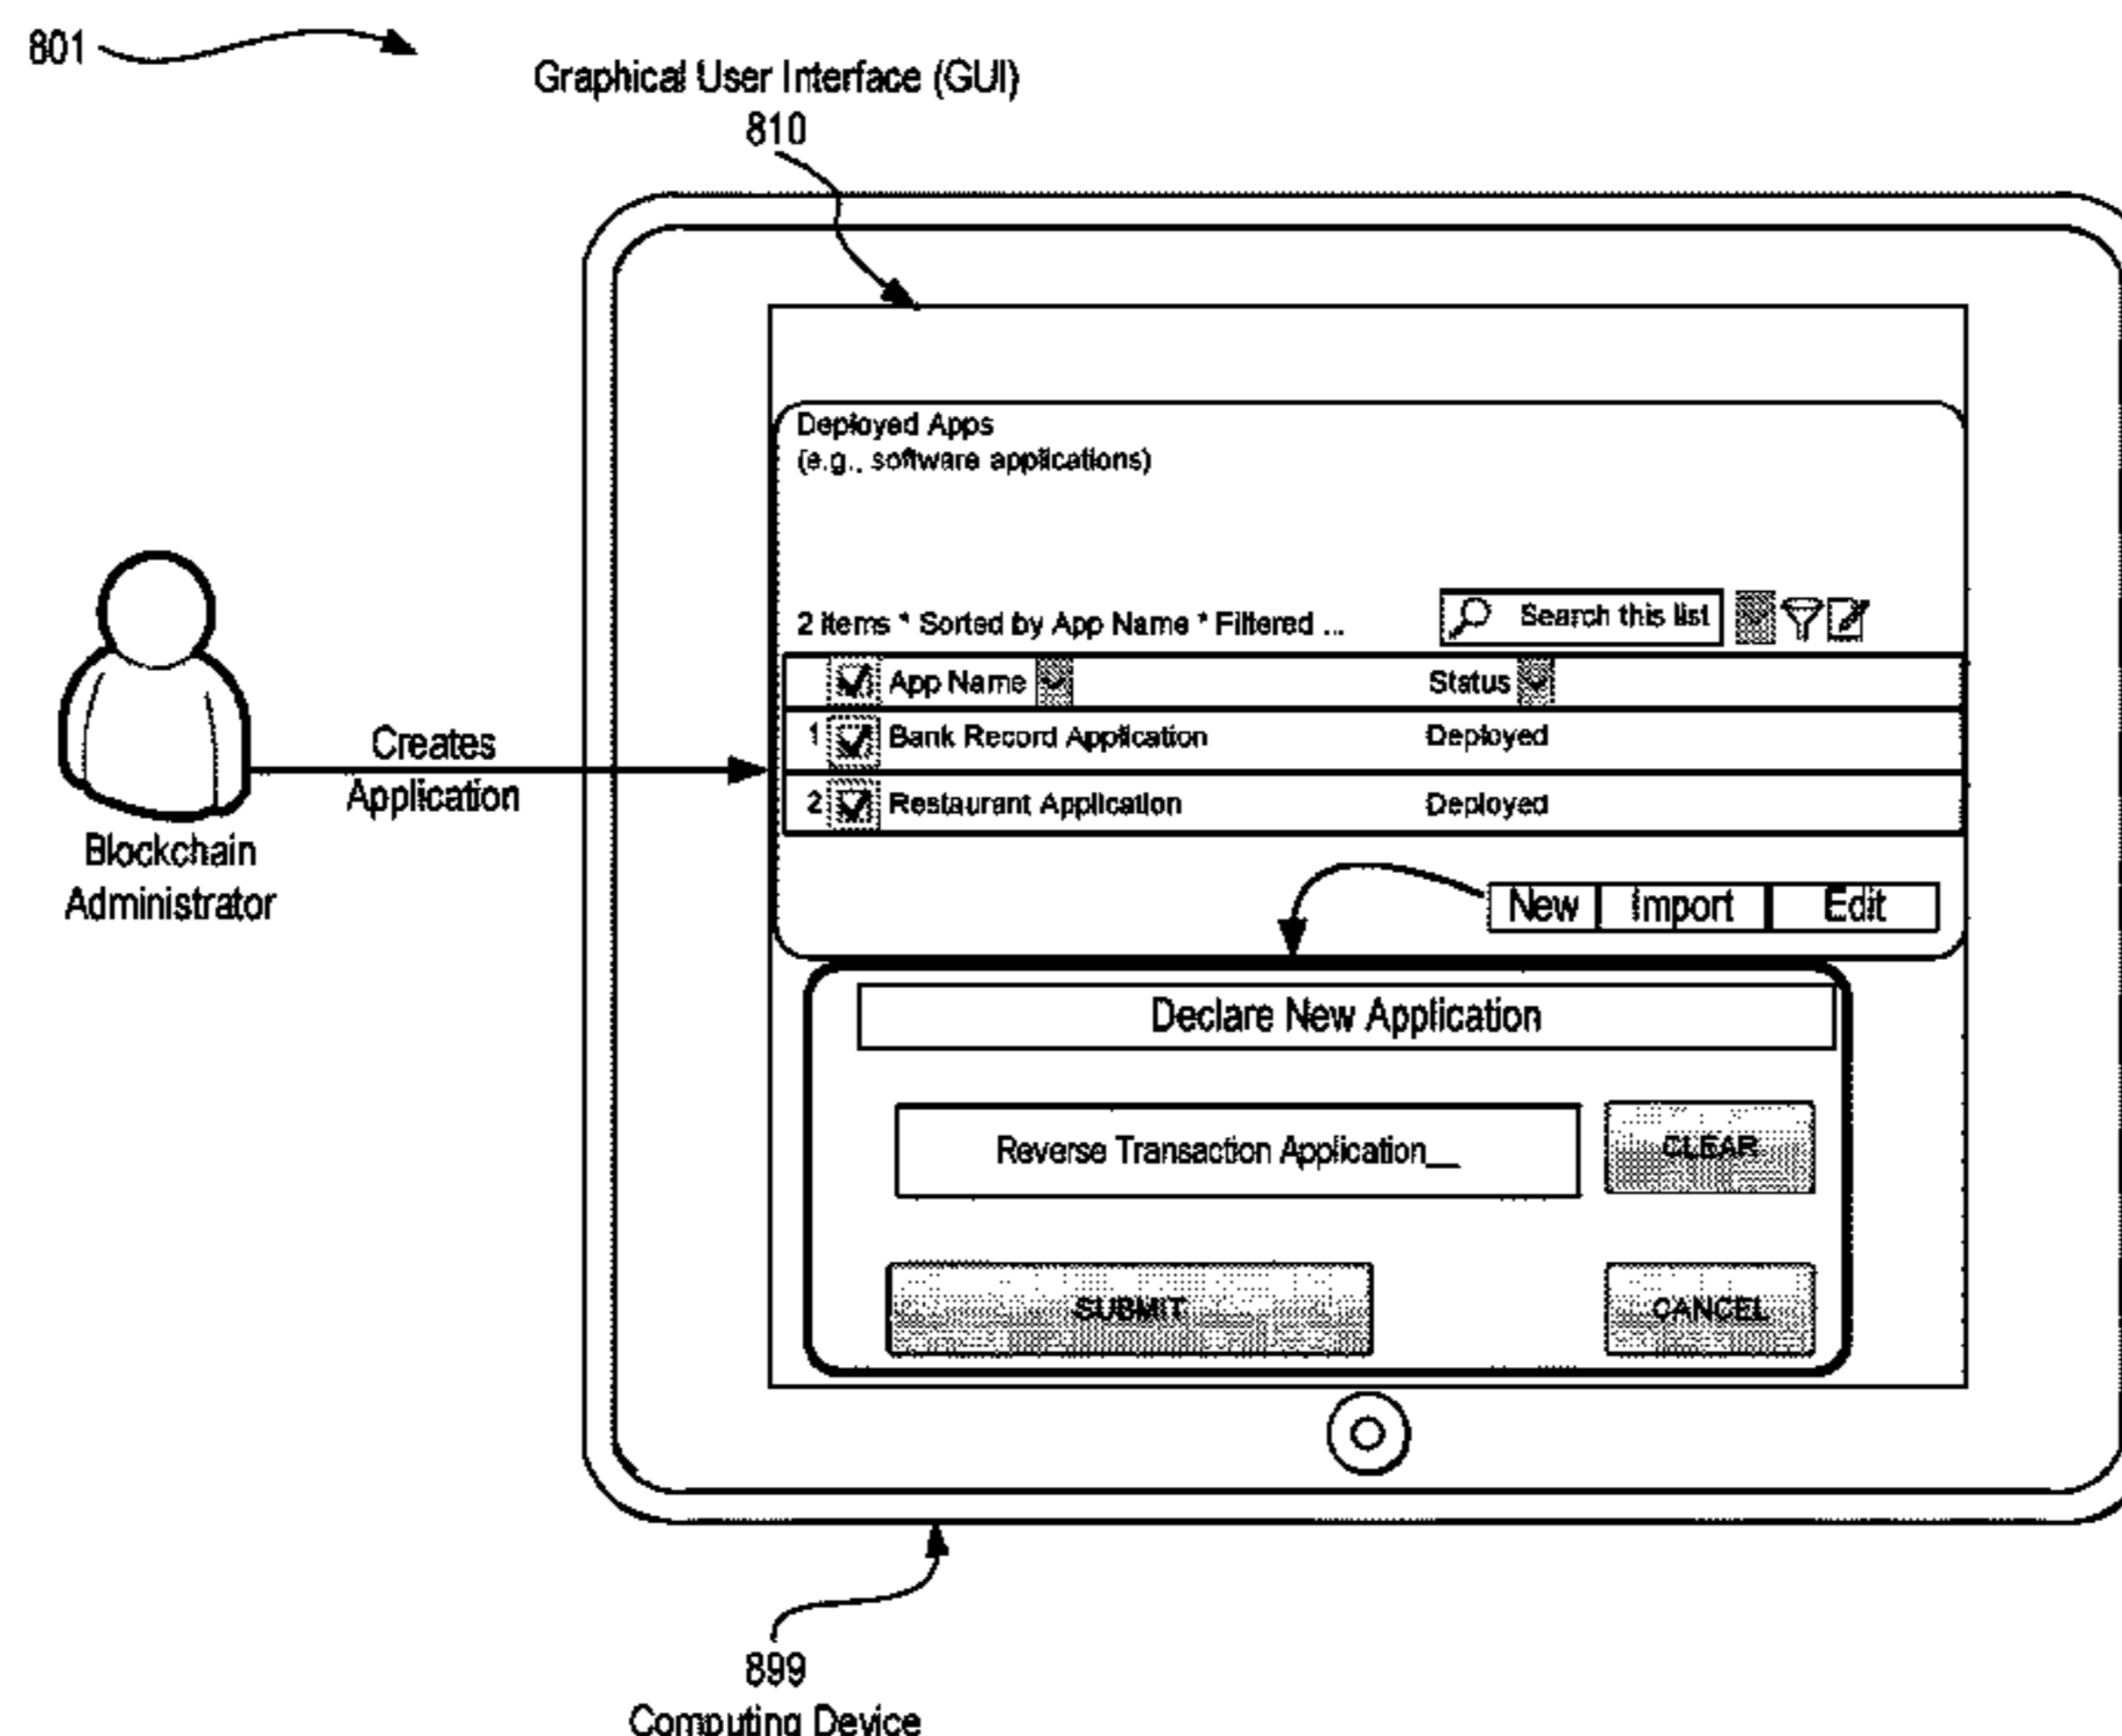 801
Graphical User Interface (GUI)
810
Deployed Apps
(e.g., software applications)
2 items * Sorted by App Name * Filtered ...
Search this list
App Name
Status
1 Bank Record Application Deployed
2 Restaurant Application Deployed
Creates
Application
Blockchain
Administrator
New
Import
Edit
Declare New Application
Reverse Transaction Application__
CLEAR
SUBMIT
CANCEL
899
Computing Device